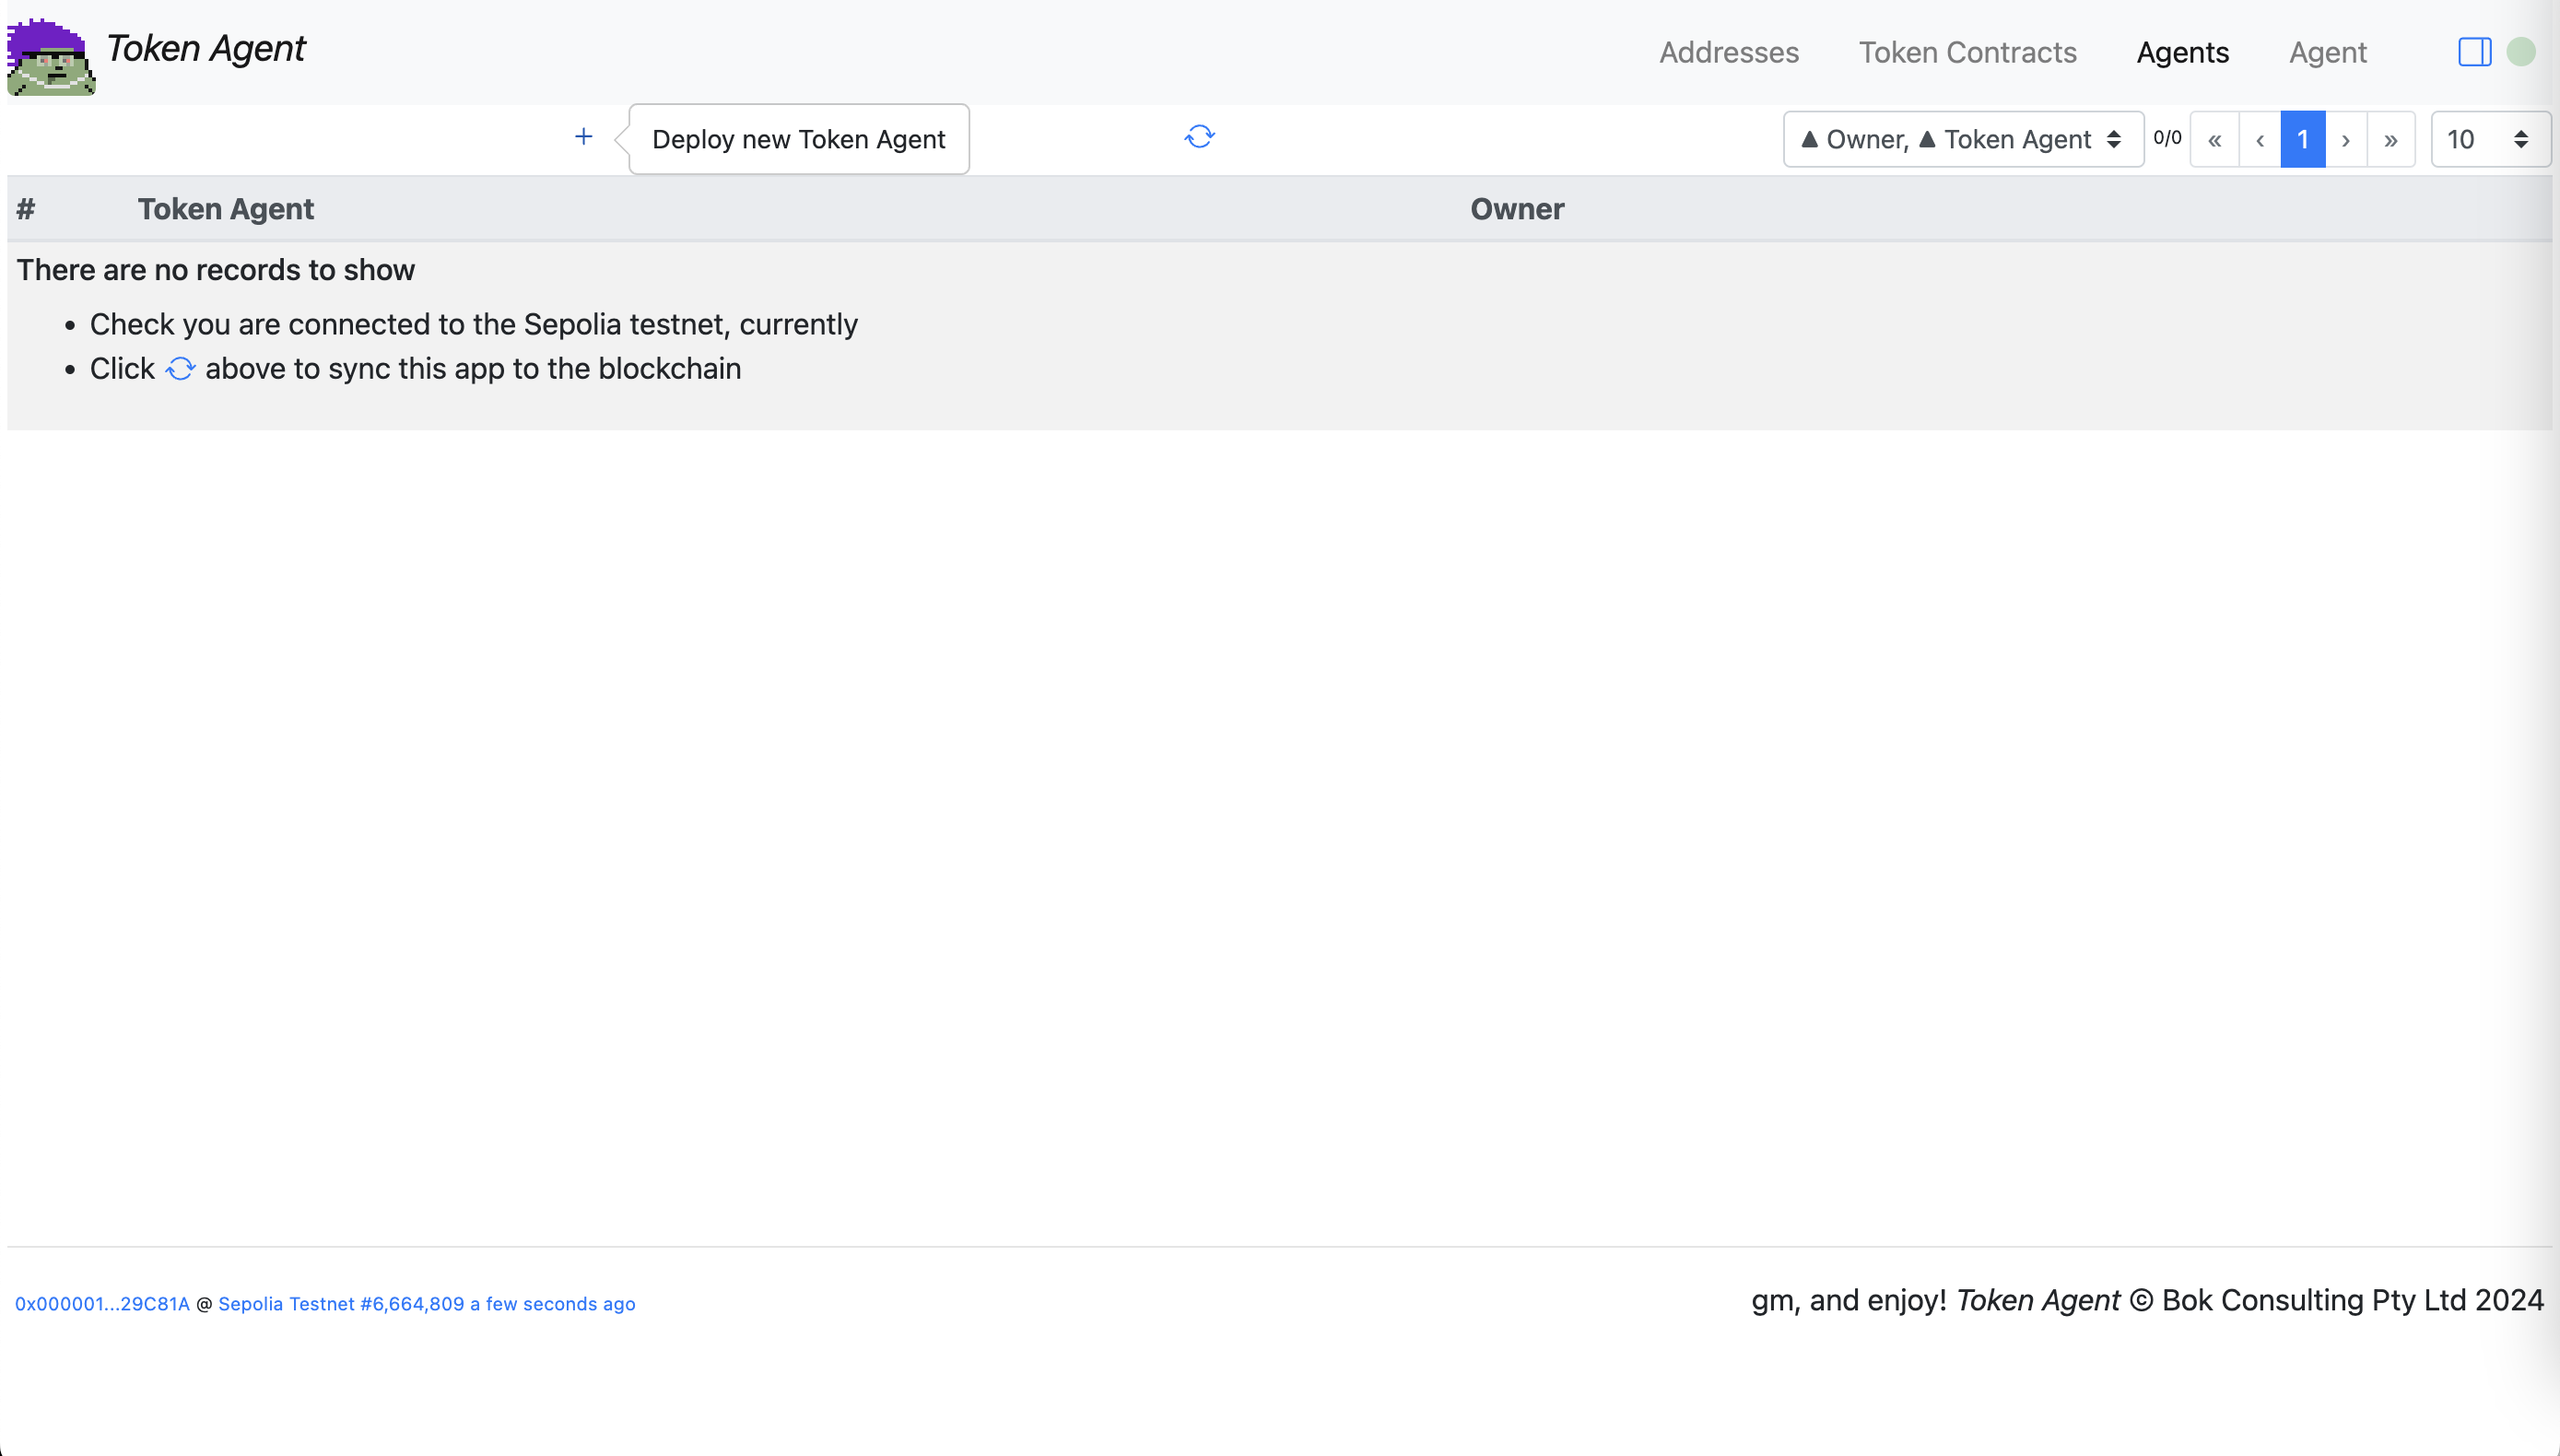 Token Agent
Addresses Token Contracts Agents Agent
+ Deploy new Token Agent
▲ Owner, ▲ Token Agent 0/0 « ‹ 1 › » 10
# Token Agent Owner
There are no records to show
• Check you are connected to the Sepolia testnet, currently
• Click above to sync this app to the blockchain
0x000001...29C81A @ Sepolia Testnet #6,664,809 a few seconds ago
gm, and enjoy! Token Agent © Bok Consulting Pty Ltd 2024